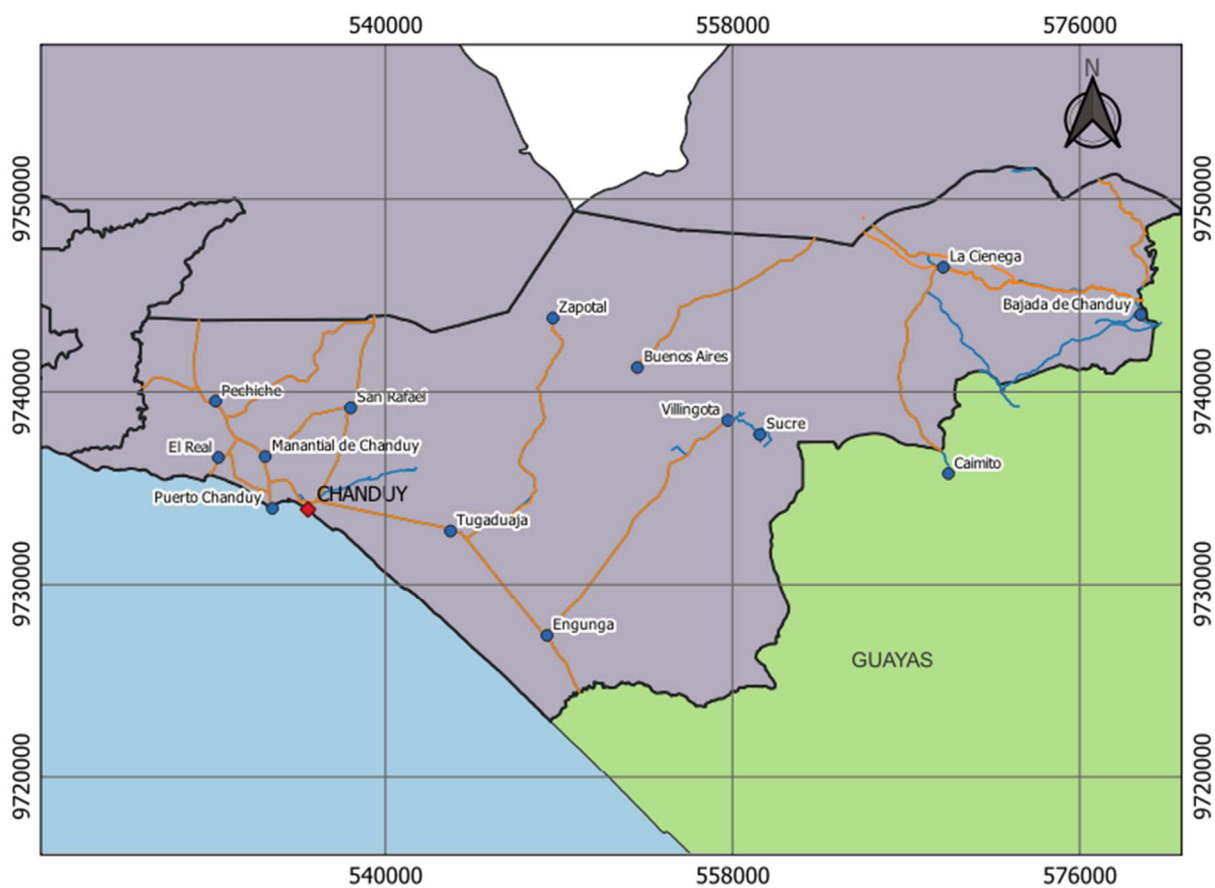 540000
558000
576000
N
9750000
9750000
La Cienega
Bajada de Chanduy
Zapotal
Buenos Aires
9740000
9740000
Pechiche
San Rafael
Villingota
Sucre
El Real
Manantial de Chanduy
Caimito
Puerto Chanduy
CHANDUY
Tugaduaja
9730000
9730000
Engunga
GUAYAS
9720000
9720000
540000
558000
576000